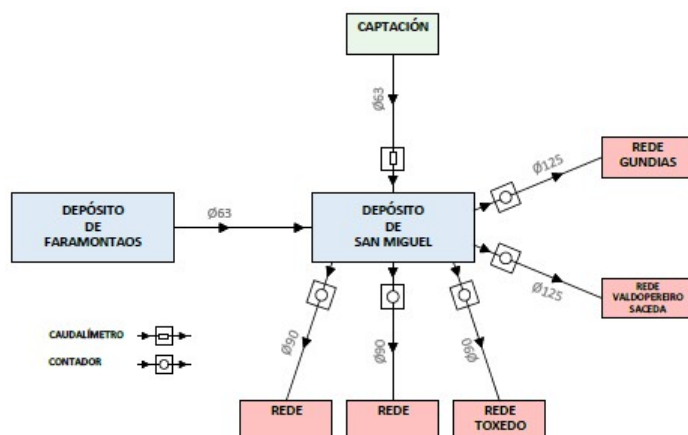 CAPTACIÓN
Ø63
REDE
GUNDIAS
Ø125
DEPÓSITO
DE
FARAMONTAOS
Ø63
DEPÓSITO
DE
SAN MIGUEL
Ø125
REDE
VALDOPEREIRO
SACEDA
CAUDALÍMETRO
CONTADOR
Ø90
Ø90
Ø90
REDE
REDE
REDE
TOXEDO